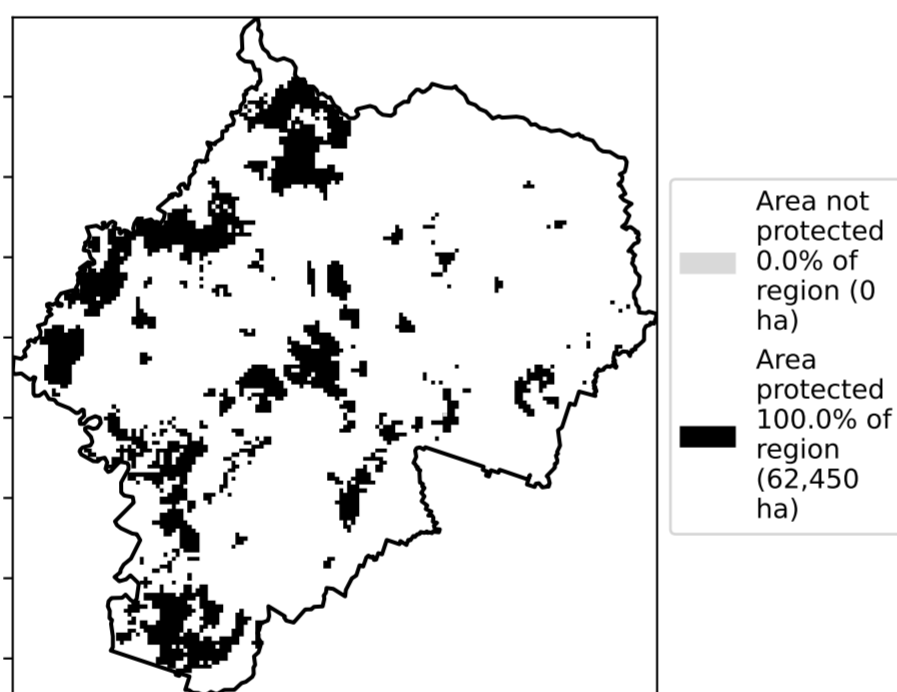 Area not
protected
0.0% of
region (0
ha)
Area
protected
100.0% of
region
(62,450
ha)